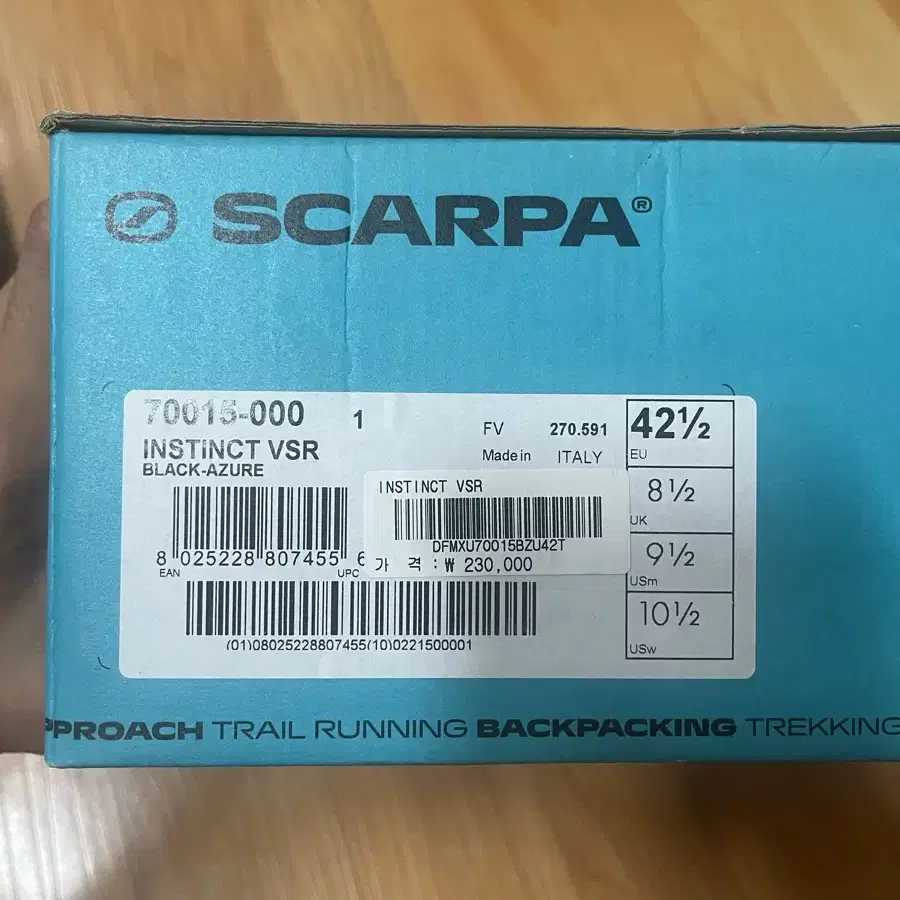 SCARPA®
70015-000 1
INSTINCT VSR
BLACK-AZURE
FV 270.591
Made in ITALY
42½
EU
8½
UK
9½
USm
10½
USw
8 025228 807455
EAN
UPC
6
INSTINCT VSR
DFMXU70015BZU42T
가 격 : ₩ 230,000
(01)08025228807455(10)0221500001
PPROACH TRAIL RUNNING BACKPACKING TREKKING